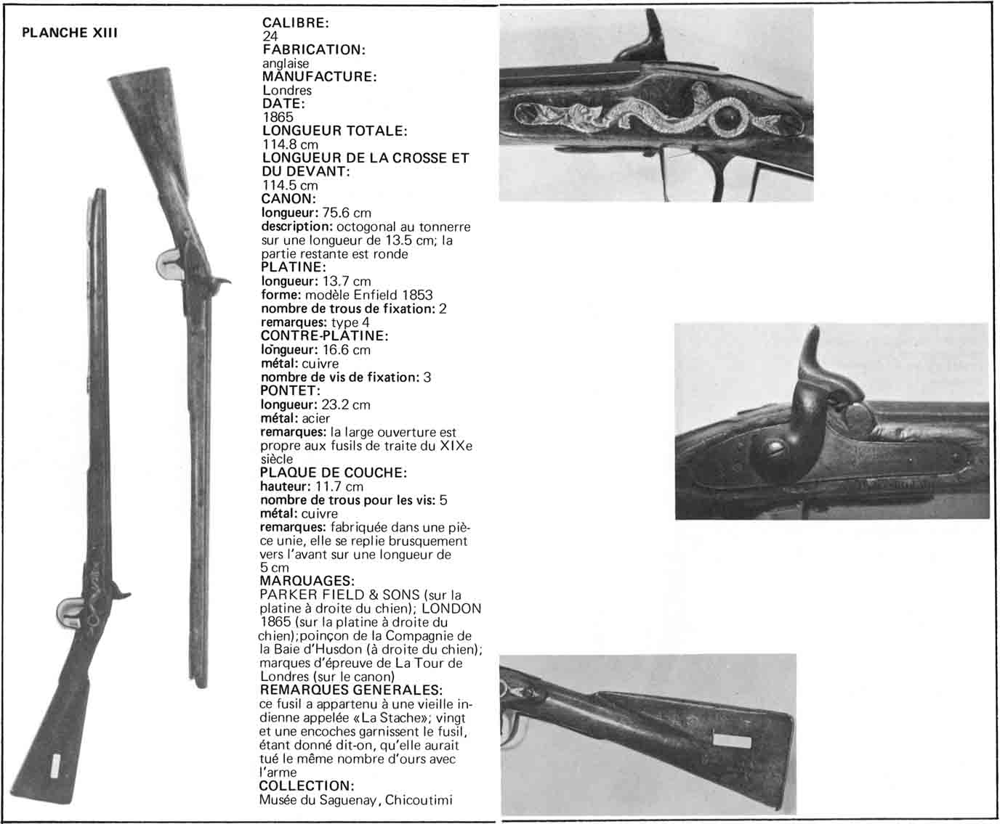 PLANCHE XIII
CALIBRE:
24
FABRICATION:
anglaise
MANUFACTURE:
Londres
DATE:
1865
LONGUEUR TOTALE:
114.8 cm
LONGUEUR DE LA CROSSE ET
DU DEVANT:
114.5 cm
CANON:
longueur: 75.6 cm
description: octogonal au tonnerre
sur une longueur de 13.5 cm; la
partie restante est ronde
PLATINE:
longueur: 13.7 cm
forme: modèle Enfield 1853
nombre de trous de fixation: 2
remarques: type 4
CONTRE-PLATINE:
longueur: 16.6 cm
métal: cuivre
nombre de vis de fixation: 3
PONTET:
longueur: 23.2 cm
métal: acier
remarques: la large ouverture est
propre aux fusils de traite du XIXe
siècle
PLAQUE DE COUCHE:
hauteur: 11.7 cm
nombre de trous pour les vis: 5
métal: cuivre
remarques: fabriquée dans une piè-
ce unie, elle se replie brusquement
vers l'avant sur une longueur de
5 cm
MARQUAGES:
PARKER FIELD & SONS (sur la
platine à droite du chien); LONDON
1865 (sur la platine à droite du
chien);poinçon de la Compagnie de
la Baie d'Husdon (à droite du chien);
marques d'épreuve de La Tour de
Londres (sur le canon)
REMARQUES GENERALES:
ce fusil a appartenu à une vieille in-
dienne appelée «La Stache»; vingt
et une encoches garnissent le fusil,
étant donné dit-on, qu'elle aurait
tué le même nombre d'ours avec
l'arme
COLLECTION:
Musée du Saguenay, Chicoutimi